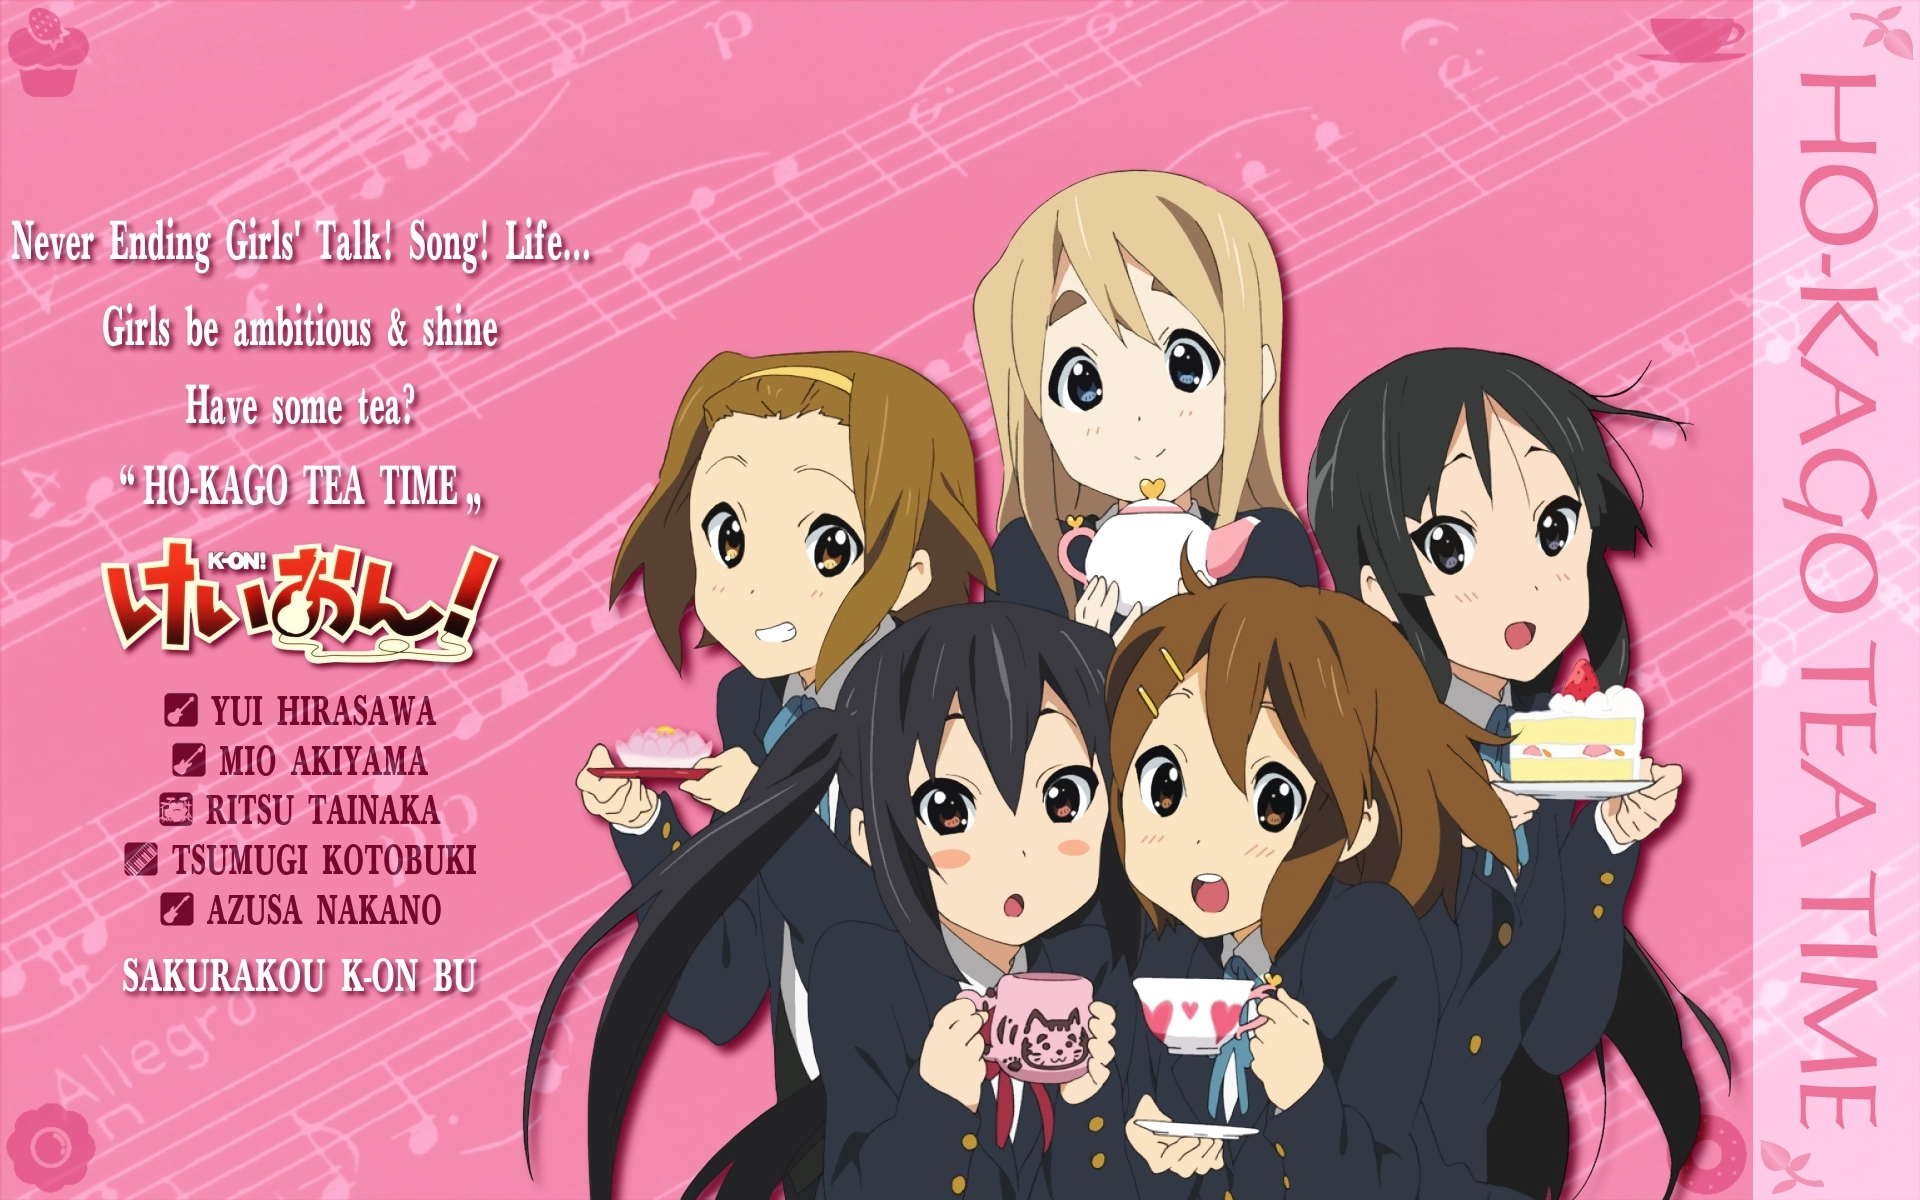 Never Ending Girls' Talk! Song! Life...
Girls be ambitious & shine
Have some tea?
“ HO-KAGO TEA TIME „
K-ON!
けいおん!
YUI HIRASAWA
MIO AKIYAMA
RITSU TAINAKA
TSUMUGI KOTOBUKI
AZUSA NAKANO
SAKURAKOU K-ON BU
Allegro
p
pp
HO-KAGO TEA TIME